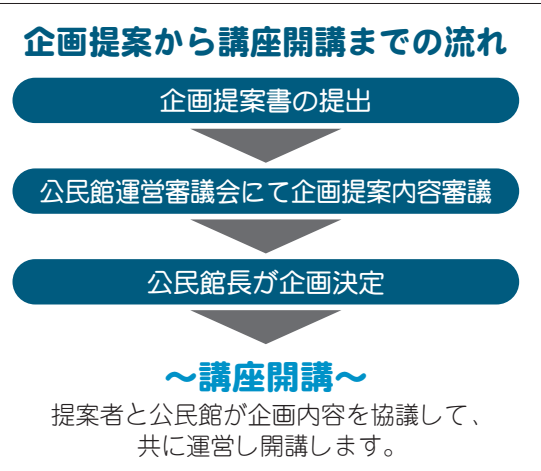 企画提案から講座開講までの流れ
企画提案書の提出
公民館運営審議会にて企画提案内容審議
公民館長が企画決定
～講座開講～
提案者と公民館が企画内容を協議して、
共に運営し開講します。